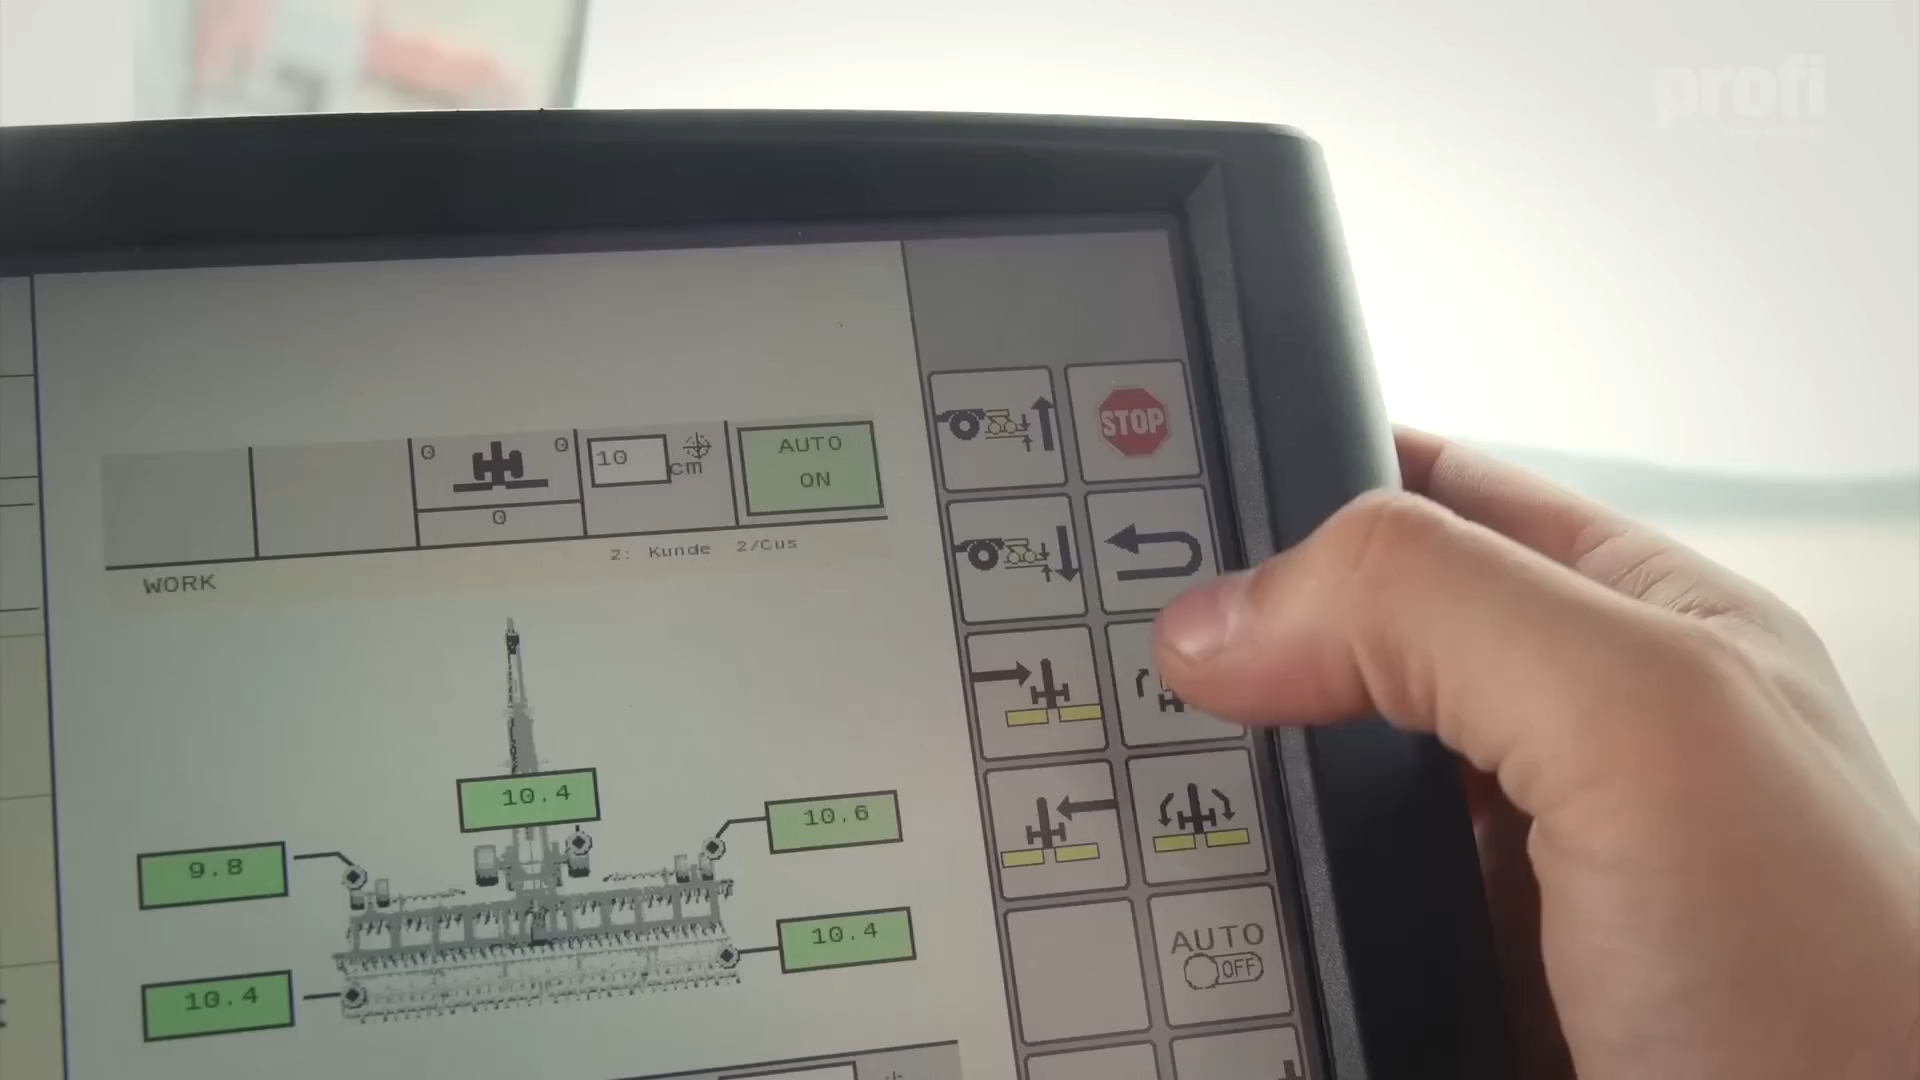 profi
STOP
0
0
10
cm
AUTO
ON
0
2: Kunde 2/Cus
WORK
10.4
10.6
9.8
10.4
10.4
AUTO
OFF